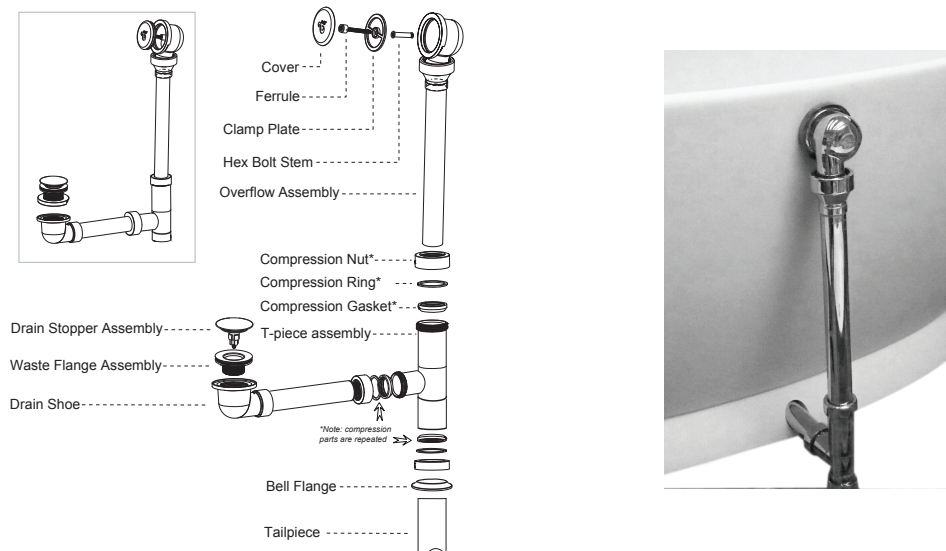 Cover
Ferrule
Clamp Plate
Hex Bolt Stem
Overflow Assembly
Compression Nut*
Compression Ring*
Compression Gasket*
T-piece assembly
Drain Stopper Assembly
Waste Flange Assembly
Drain Shoe
*Note: compression
parts are repeated
Bell Flange
Tailpiece